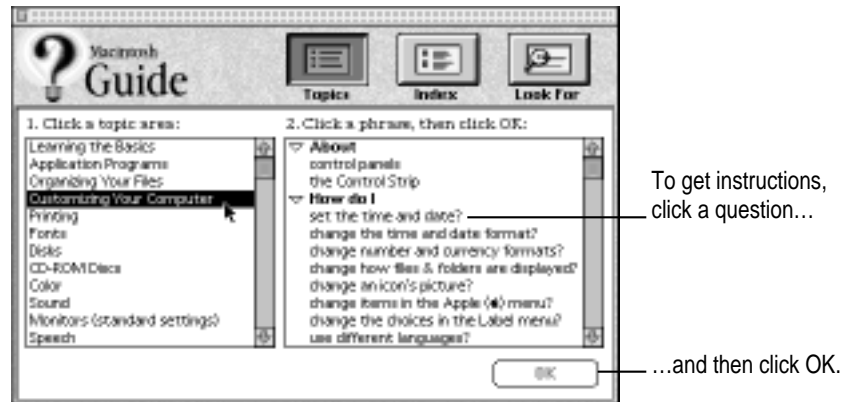 Macintosh
Guide
Topics
Index
Look For
1. Click a topic area:
Learning the Basics
Application Programs
Organizing Your Files
Customizing Your Computer
Printing
Fonts
Disks
CD-ROM Discs
Color
Sound
Monitors (standard settings)
Speech
2. Click a phrase, then click OK:
About
control panels
the Control Strip
How do I
set the time and date?
change the time and date format?
change number and currency formats?
change how files & folders are displayed?
change an icon's picture?
change items in the Apple () menu?
change the choices in the Label menu?
use different languages?
OK
To get instructions,
click a question…
…and then click OK.